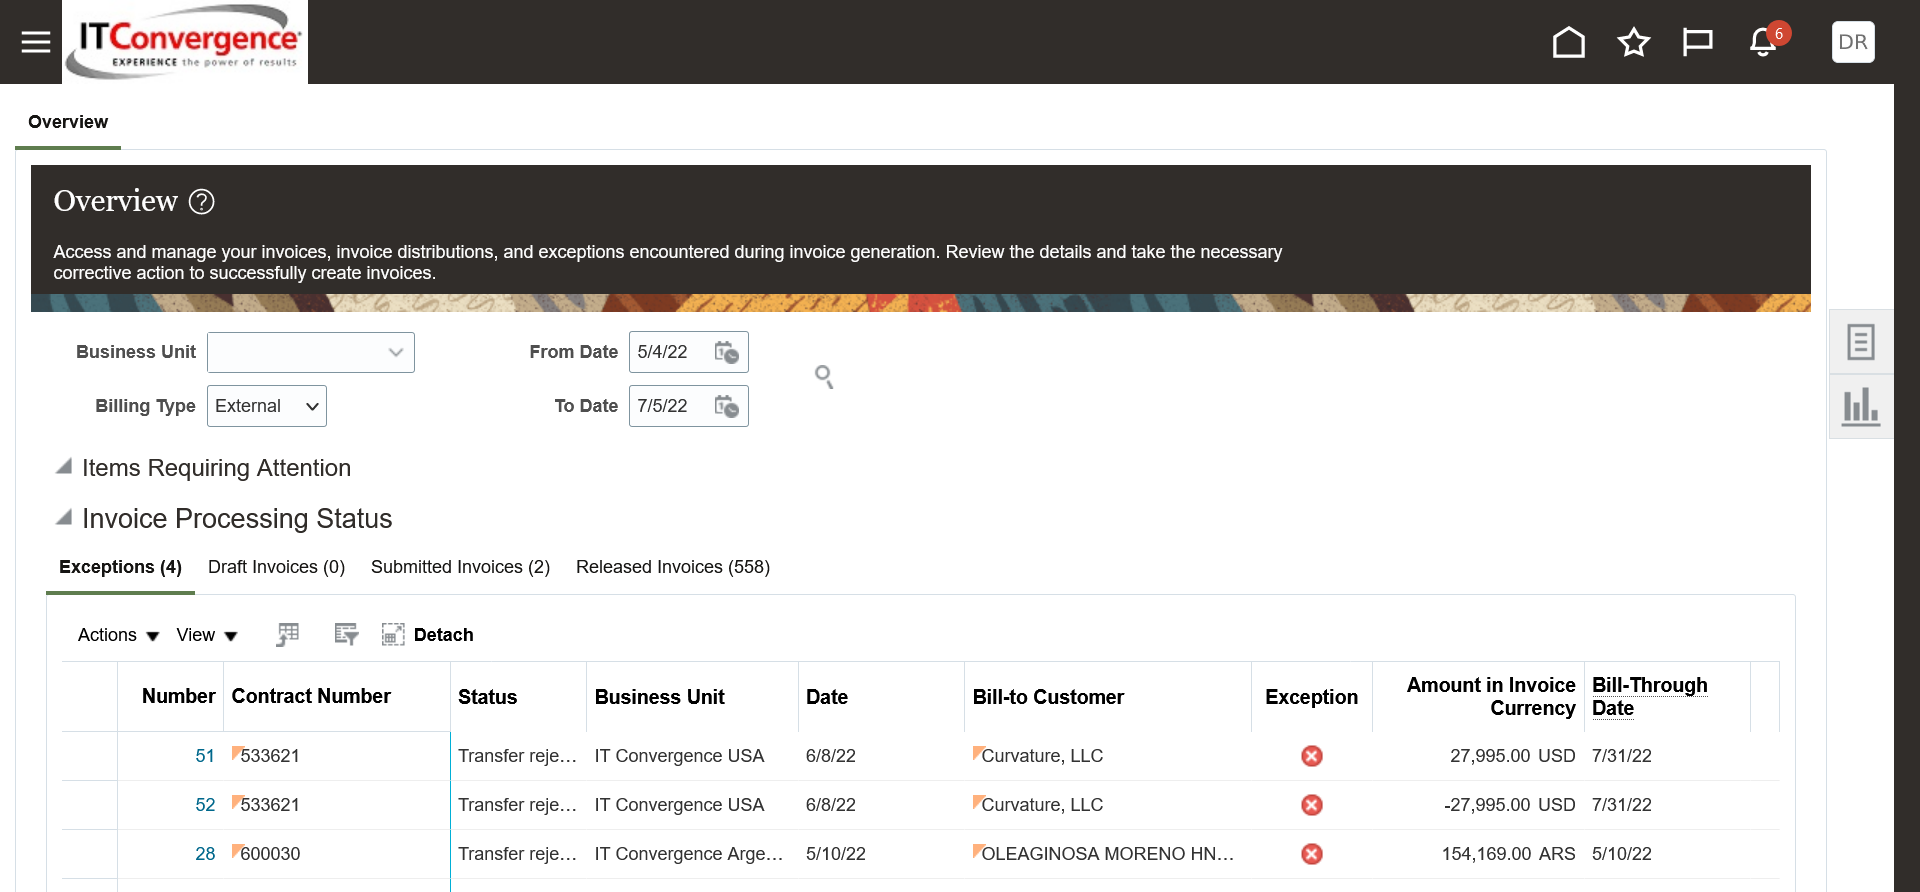 ITConvergence
EXPERIENCE the power of results
6
DR
Overview
Overview ?
Access and manage your invoices, invoice distributions, and exceptions encountered during invoice generation. Review the details and take the necessary
corrective action to successfully create invoices.
Business Unit
From Date 5/4/22
Billing Type External
To Date 7/5/22
Items Requiring Attention
Invoice Processing Status
Exceptions (4) Draft Invoices (0) Submitted Invoices (2) Released Invoices (558)
Actions View Detach
Number Contract Number Status Business Unit Date Bill-to Customer Exception Amount in Invoice Currency Bill-Through Date
51 533621 Transfer reje... IT Convergence USA 6/8/22 Curvature, LLC 27,995.00 USD 7/31/22
52 533621 Transfer reje... IT Convergence USA 6/8/22 Curvature, LLC -27,995.00 USD 7/31/22
28 600030 Transfer reje... IT Convergence Arge... 5/10/22 OLEAGINOSA MORENO HN... 154,169.00 ARS 5/10/22